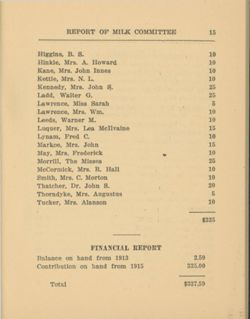 REPORT OF MILK COMMITTEE 15
Higgins, B. S. 10
Hinkle, Mrs. A. Howard 10
Kane, Mrs. John Innes 10
Kettle, Mrs. N. L. 10
Kennedy, Mrs. John S. 25
Ladd, Walter G. 25
Lawrence, Miss Sarah 5
Lawrence, Mrs. Wm. 10
Leeds, Warner M. 10
Luquer, Mrs. Lea McIlvaine 15
Lynam, Fred C. 10
Markoe, Mrs. John 15
May, Mrs. Frederick 10
Morrill, The Misses 25
McCormick, Mrs. R. Hall 10
Smith, Mrs. C. Morton 10
Thatcher, Dr. John S. 20
Thorndyke, Mrs. Augustus 5
Tucker, Mrs. Alanson 10
$325
FINANCIAL REPORT
Balance on hand from 1913 2.59
Contribution on hand from 1915 325.00
Total $327.59